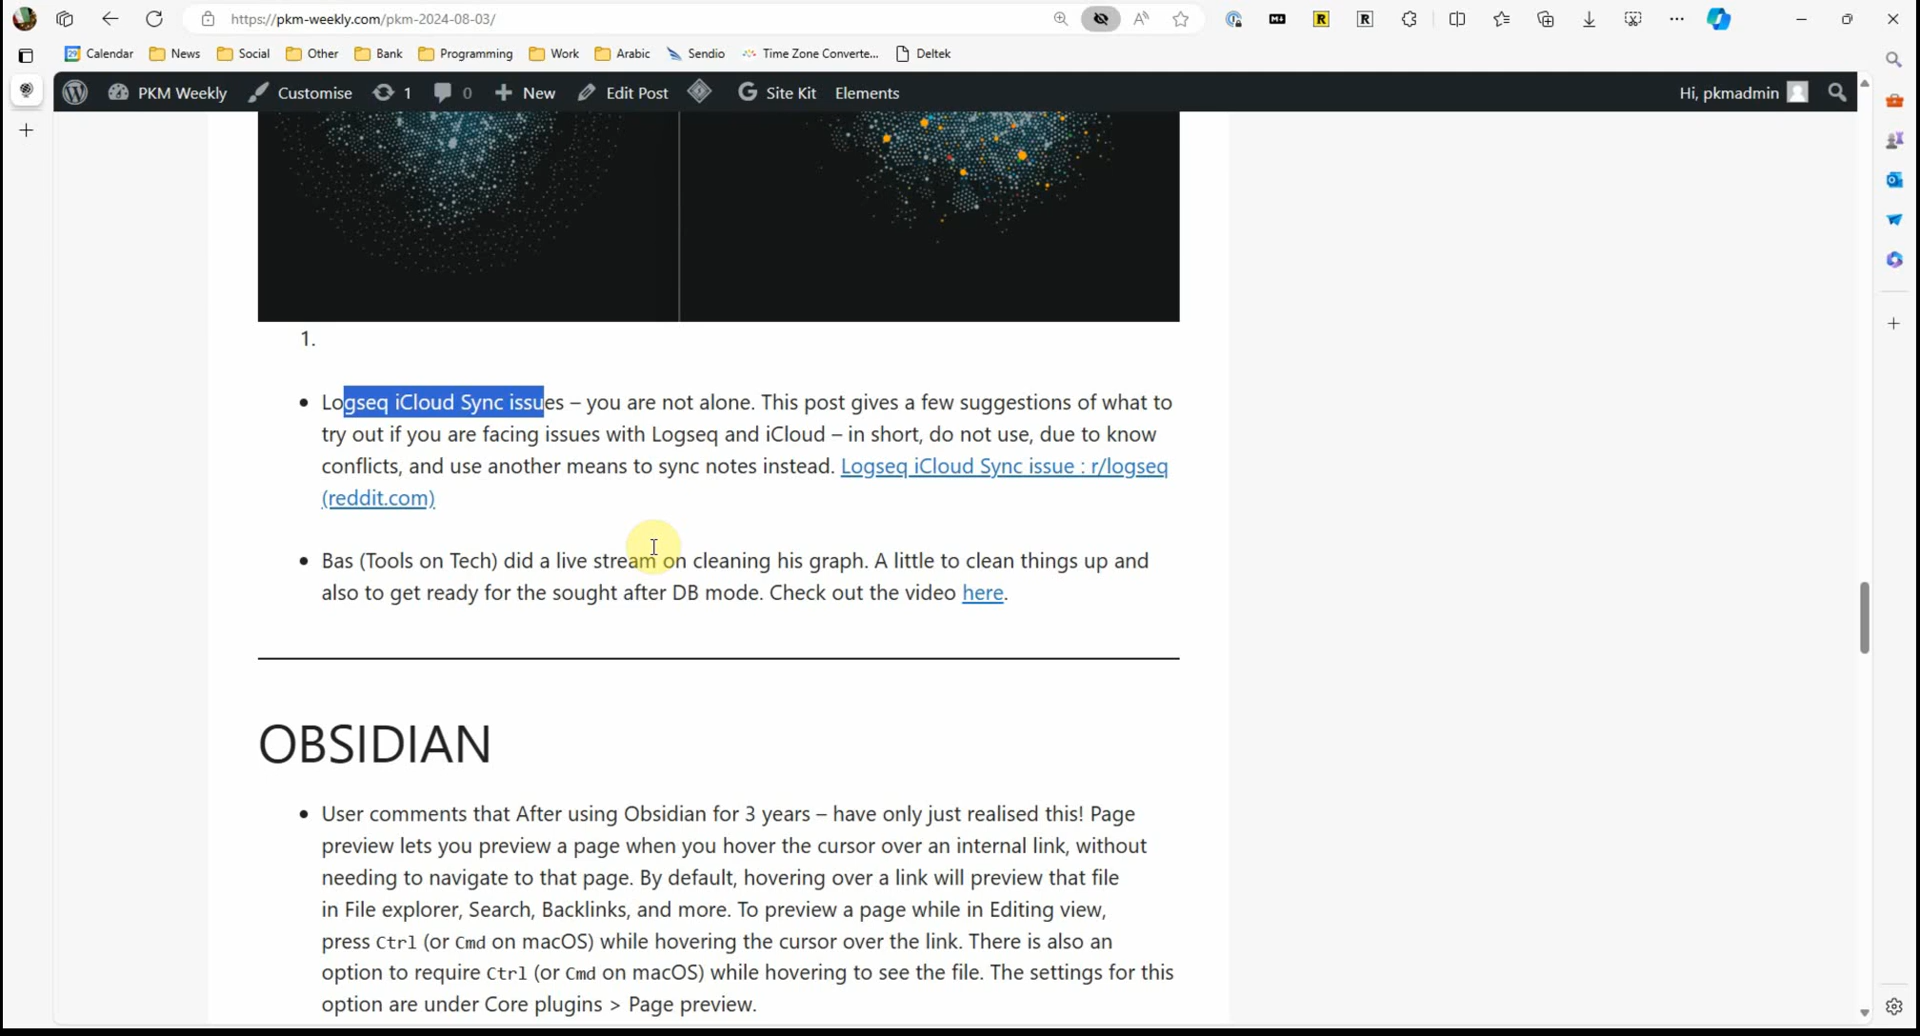 https://pkm-weekly.com/pkm-2024-08-03/
Calendar News Social Other Bank Programming Work Arabic Sendio Time Zone Converte... Deltek
PKM Weekly Customise 1 0 New Edit Post Site Kit Elements Hi, pkmadmin
1.
• Logseq iCloud Sync issues – you are not alone. This post gives a few suggestions of what to
try out if you are facing issues with Logseq and iCloud – in short, do not use, due to know
conflicts, and use another means to sync notes instead. Logseq iCloud Sync issue : r/logseq
(reddit.com)
• Bas (Tools on Tech) did a live stream on cleaning his graph. A little to clean things up and
also to get ready for the sought after DB mode. Check out the video here.
OBSIDIAN
• User comments that After using Obsidian for 3 years – have only just realised this! Page
preview lets you preview a page when you hover the cursor over an internal link, without
needing to navigate to that page. By default, hovering over a link will preview that file
in File explorer, Search, Backlinks, and more. To preview a page while in Editing view,
press Ctrl (or Cmd on macOS) while hovering the cursor over the link. There is also an
option to require Ctrl (or Cmd on macOS) while hovering to see the file. The settings for this
option are under Core plugins > Page preview.